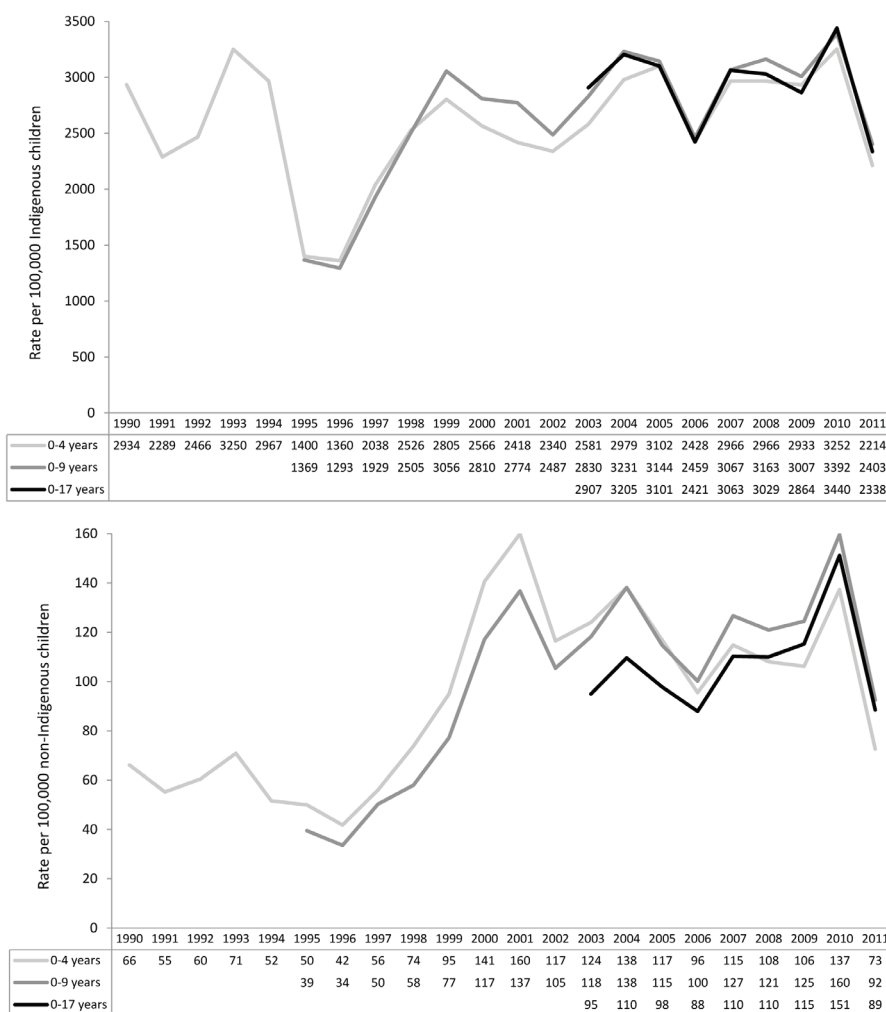 3500
3000
2500
2000
1500
1000
500
0
Rate per 100,000 Indigenous children
1990 1991 1992 1993 1994 1995 1996 1997 1998 1999 2000 2001 2002 2003 2004 2005 2006 2007 2008 2009 2010 2011
0-4 years 2934 2289 2466 3250 2967 1400 1360 2038 2526 2805 2566 2418 2340 2581 2979 3102 2428 2966 2966 2933 3252 2214
0-9 years 1369 1293 1929 2505 3056 2810 2774 2487 2830 3231 3144 2459 3067 3163 3007 3392 2403
0-17 years 2907 3205 3101 2421 3063 3029 2864 3440 2338
160
140
120
100
80
60
40
20
0
Rate per 100,000 non-Indigenous children
1990 1991 1992 1993 1994 1995 1996 1997 1998 1999 2000 2001 2002 2003 2004 2005 2006 2007 2008 2009 2010 2011
0-4 years 66 55 60 71 52 50 42 56 74 95 141 160 117 124 138 117 96 115 108 106 137 73
0-9 years 39 34 50 58 77 117 137 105 118 138 115 100 127 121 125 160 92
0-17 years 95 110 98 88 110 110 115 151 89